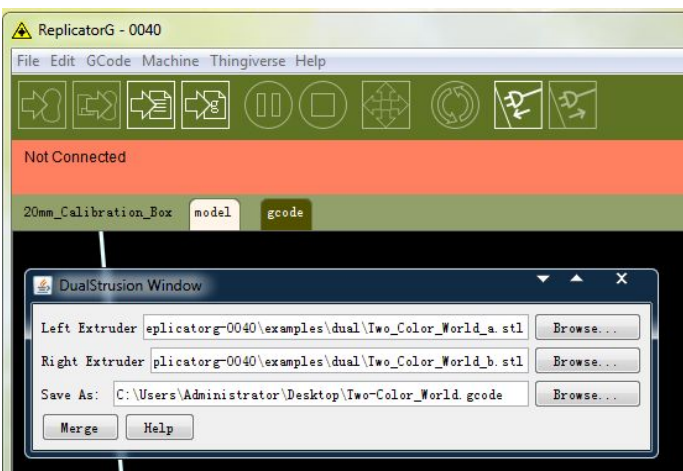 ReplicatorG - 0040
File Edit GCode Machine Thingiverse Help
g
Not Connected
20mm_Calibration_Box model gcode
DualStrusion Window
Left Extruder eplicatorg-0040\examples\dual\Two_Color_World_a.stl Browse...
Right Extruder plicatorg-0040\examples\dual\Two_Color_World_b.stl Browse...
Save As: C:\Users\Administrator\Desktop\Two-Color_World.gcode Browse...
Merge Help